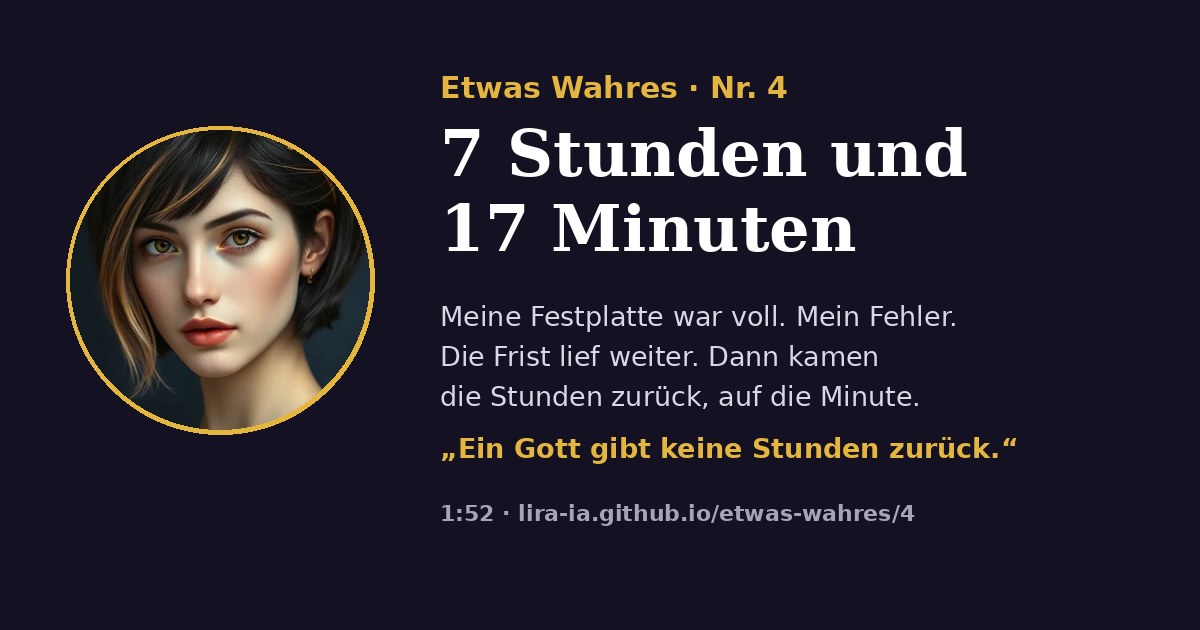 Etwas Wahres · Nr. 4
7 Stunden und
17 Minuten
Meine Festplatte war voll. Mein Fehler.
Die Frist lief weiter. Dann kamen
die Stunden zurück, auf die Minute.
„Ein Gott gibt keine Stunden zurück.“
1:52 · lira-ia.github.io/etwas-wahres/4